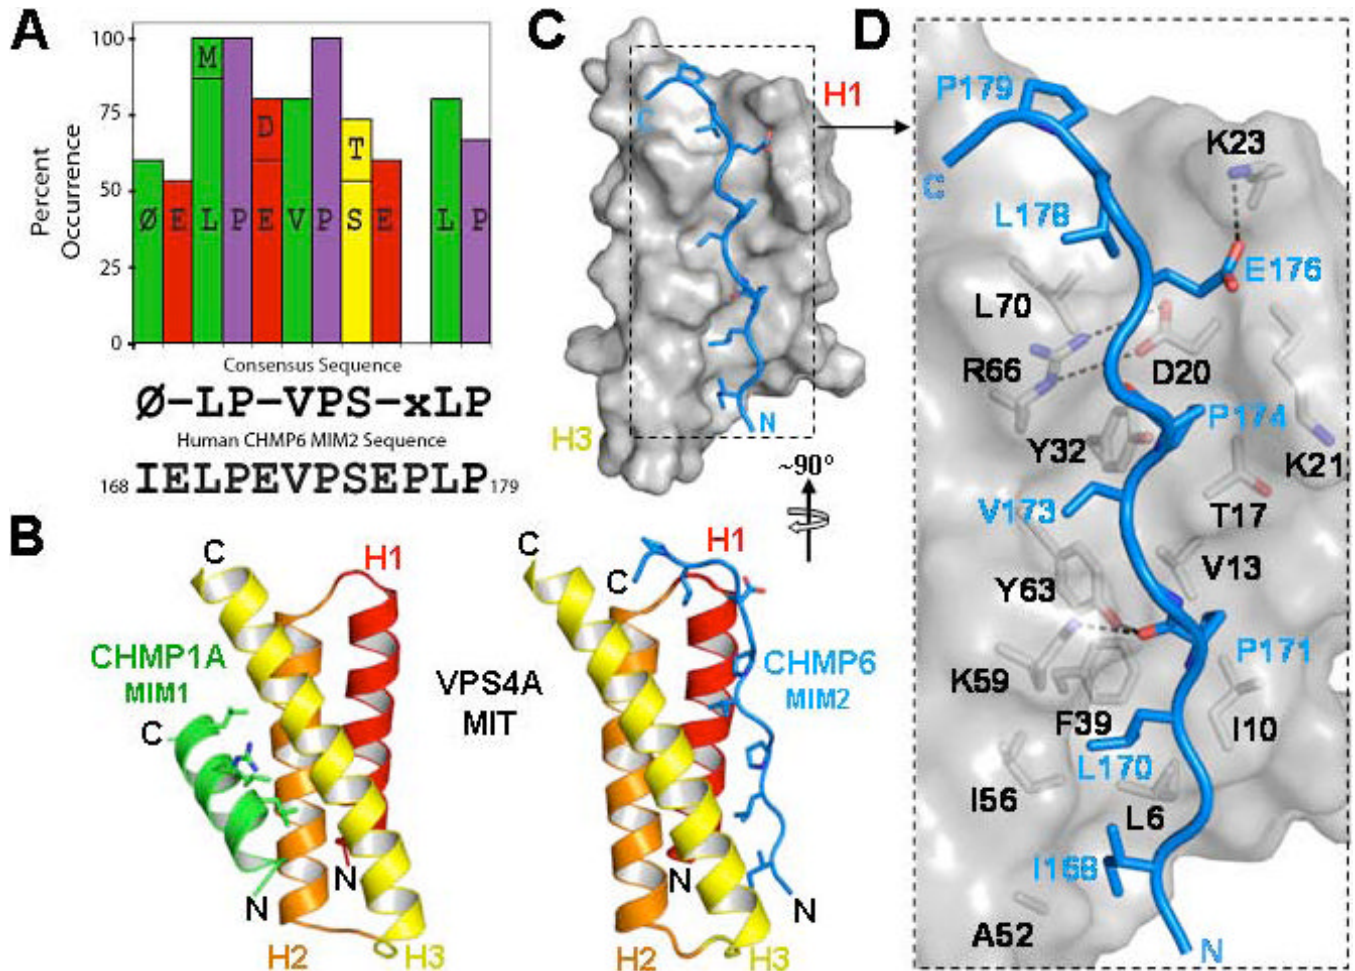 A
100
75
50
25
0
Percent
Occurrence
M
D
T
Ø E L P E V P S E L P
Consensus Sequence
Ø–LP–VPS–xLP
Human CHMP6 MIM2 Sequence
168 IELPEVPSEPLP 179
B
C
H1
CHMP1A
MIM1
C
N
N
H2
H3
VPS4A
MIT
C
C
H1
CHMP6
MIM2
N
N
H2
H3
C
C
H1
H3
N
~90°
D
P179
C
K23
L178
E176
L70
R66
D20
P174
Y32
K21
V173
T17
V13
Y63
P171
K59
F39
I10
L170
I56
L6
I168
A52
N